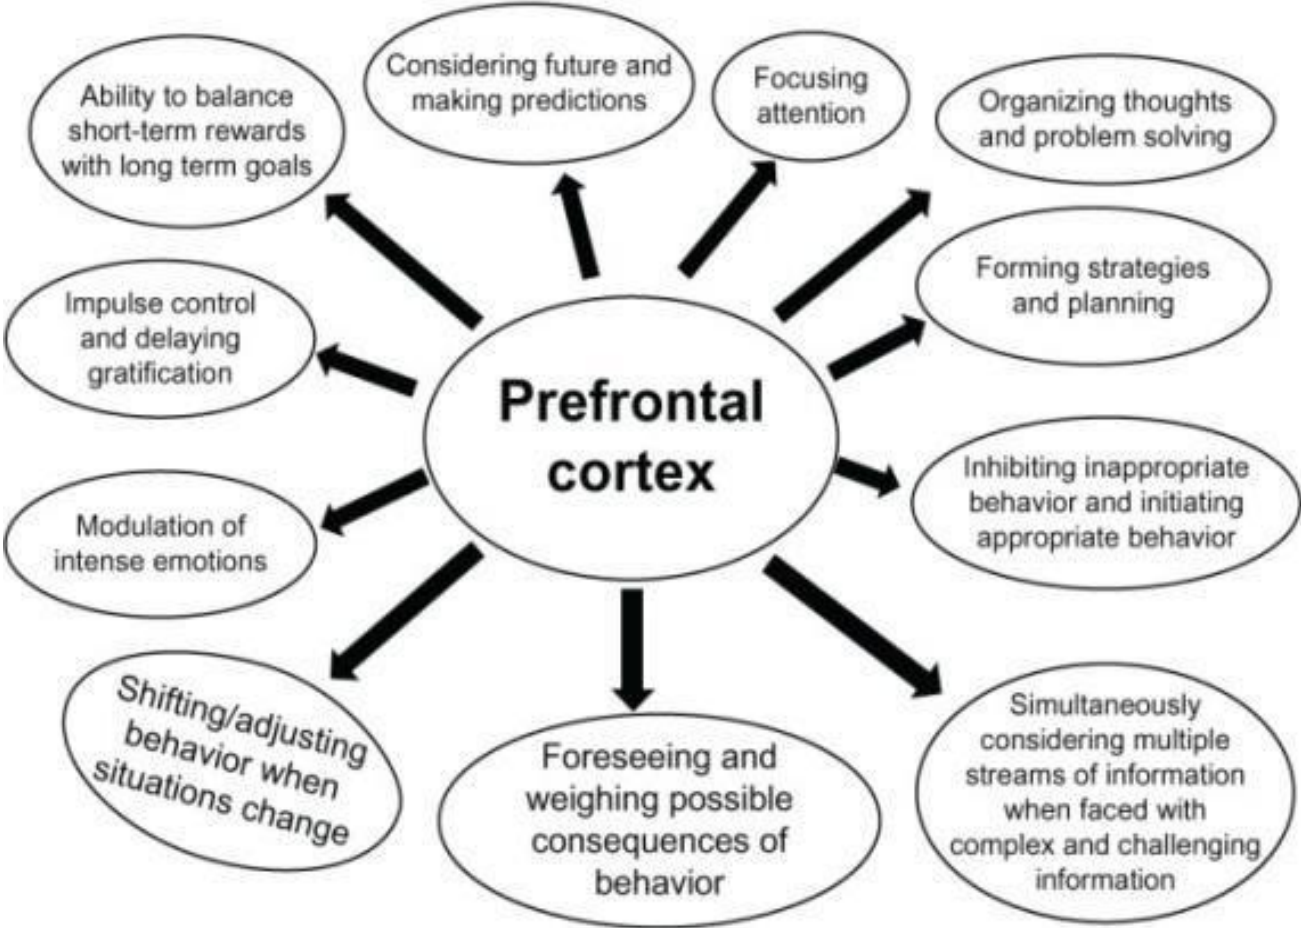 Ability to balance
short-term rewards
with long term goals
Considering future and
making predictions
Focusing
attention
Organizing thoughts
and problem solving
Forming strategies
and planning
Impulse control
and delaying
gratification
Prefrontal
cortex
Inhibiting inappropriate
behavior and initiating
appropriate behavior
Modulation of
intense emotions
Shifting/adjusting
behavior when
situations change
Foreseeing and
weighing possible
consequences of
behavior
Simultaneously
considering multiple
streams of information
when faced with
complex and challenging
information